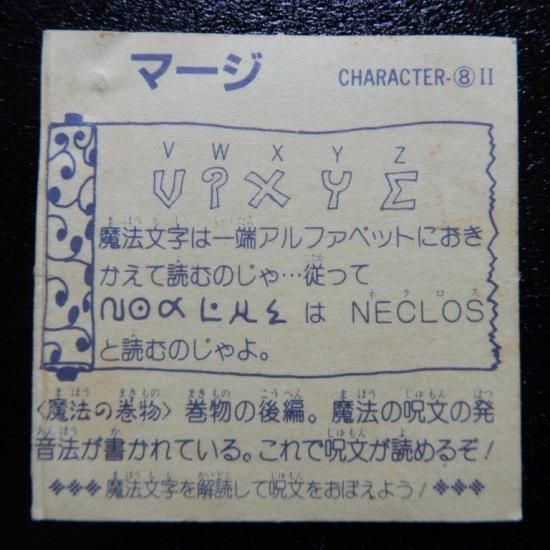 マージ CHARACTER-⑧II
V W X Y Z
魔法文字は一端アルファベットにおき
かえて読むのじゃ…従って
は NECLOS
と読むのじゃよ。
〈魔法の巻物〉巻物の後編。魔法の呪文の発
音法が書かれている。これで呪文が読めるぞ!
魔法文字を解読して呪文をおぼえよう!